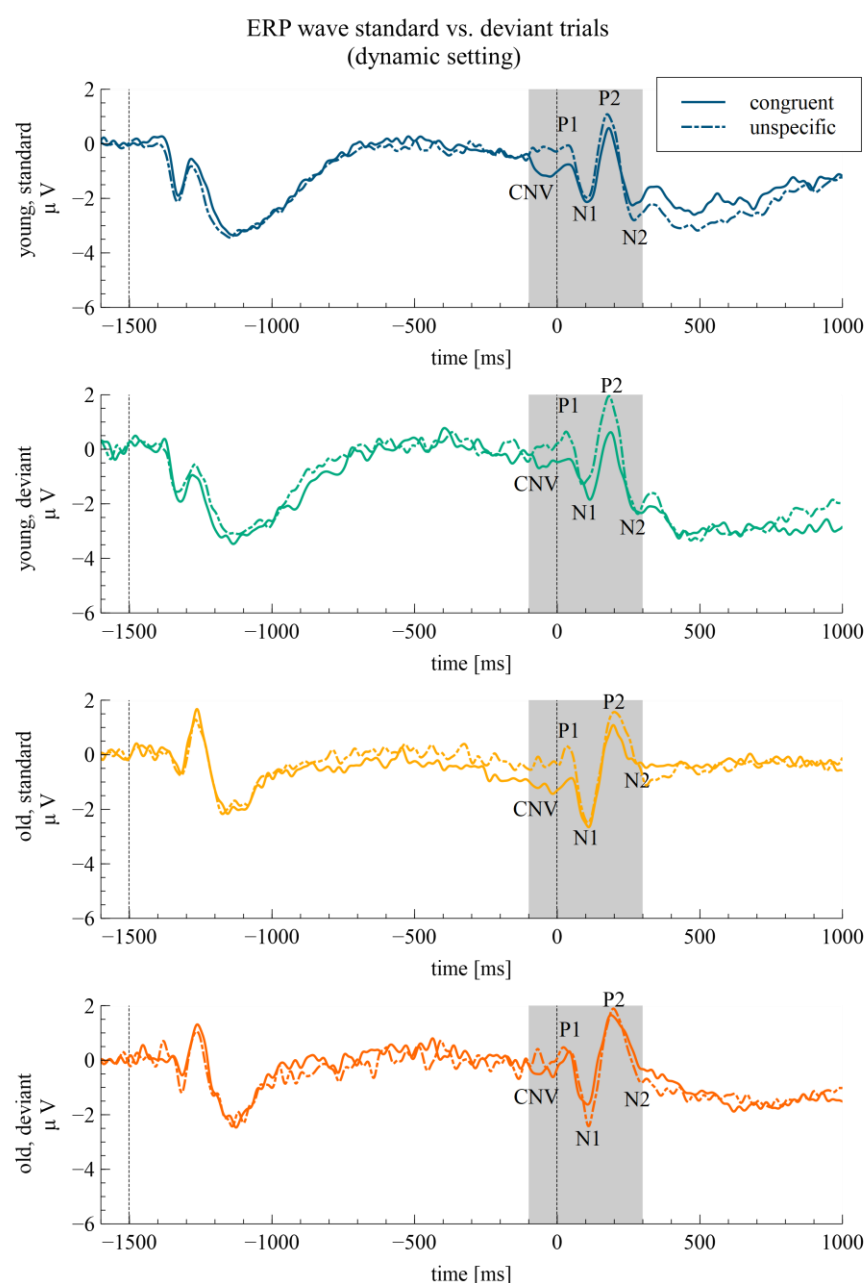 ERP wave standard vs. deviant trials
(dynamic setting)
congruent
unspecific
young, standard
μ V
2
0
−2
−4
−6
P1
P2
CNV
N1
N2
−1500
−1000
−500
0
500
1000
time [ms]
young, deviant
μ V
2
0
−2
−4
−6
P1
P2
CNV
N1
N2
−1500
−1000
−500
0
500
1000
time [ms]
old, standard
μ V
2
0
−2
−4
−6
P1
P2
CNV
N1
N2
−1500
−1000
−500
0
500
1000
time [ms]
old, deviant
μ V
2
0
−2
−4
−6
P1
P2
CNV
N1
N2
−1500
−1000
−500
0
500
1000
time [ms]